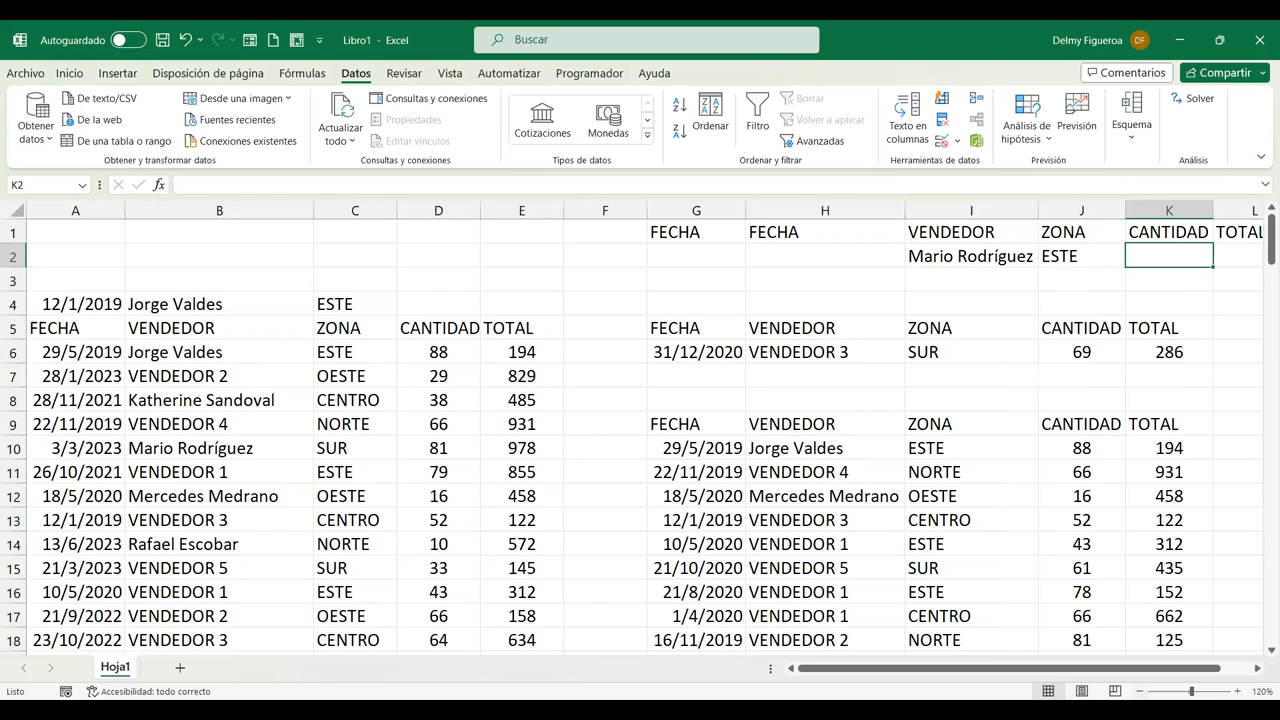 Autoguardado Libro1 - Excel Buscar Delmy Figueroa DF
Archivo Inicio Insertar Disposición de página Fórmulas Datos Revisar Vista Automatizar Programador Ayuda Comentarios Compartir
Obtener datos De texto/CSV De la web De una tabla o rango Desde una imagen Fuentes recientes Conexiones existentes
Actualizar todo Consultas y conexiones Propiedades Editar vínculos
Cotizaciones Monedas
Ordenar Filtro Borrar Volver a aplicar Avanzadas
Texto en columnas Análisis de hipótesis Previsión Esquema Solver
Obtener y transformar datos Consultas y conexiones Tipos de datos Ordenar y filtrar Herramientas de datos Previsión Análisis
K2 fx
A B C D E F G H I J K L
1 FECHA FECHA VENDEDOR ZONA CANTIDAD TOTAL
2 Mario Rodríguez ESTE
3
4 12/1/2019 Jorge Valdes ESTE
5 FECHA VENDEDOR ZONA CANTIDAD TOTAL FECHA VENDEDOR ZONA CANTIDAD TOTAL
6 29/5/2019 Jorge Valdes ESTE 88 194 31/12/2020 VENDEDOR 3 SUR 69 286
7 28/1/2023 VENDEDOR 2 OESTE 29 829
8 28/11/2021 Katherine Sandoval CENTRO 38 485
9 22/11/2019 VENDEDOR 4 NORTE 66 931 FECHA VENDEDOR ZONA CANTIDAD TOTAL
10 3/3/2023 Mario Rodríguez SUR 81 978 29/5/2019 Jorge Valdes ESTE 88 194
11 26/10/2021 VENDEDOR 1 ESTE 79 855 22/11/2019 VENDEDOR 4 NORTE 66 931
12 18/5/2020 Mercedes Medrano OESTE 16 458 18/5/2020 Mercedes Medrano OESTE 16 458
13 12/1/2019 VENDEDOR 3 CENTRO 52 122 12/1/2019 VENDEDOR 3 CENTRO 52 122
14 13/6/2023 Rafael Escobar NORTE 10 572 10/5/2020 VENDEDOR 1 ESTE 43 312
15 21/3/2023 VENDEDOR 5 SUR 33 145 21/10/2020 VENDEDOR 5 SUR 61 435
16 10/5/2020 VENDEDOR 1 ESTE 43 312 21/8/2020 VENDEDOR 1 ESTE 78 152
17 21/9/2022 VENDEDOR 2 OESTE 66 158 1/4/2020 VENDEDOR 1 CENTRO 66 662
18 23/10/2022 VENDEDOR 3 CENTRO 64 634 16/11/2019 VENDEDOR 2 NORTE 81 125
Hoja1
Listo Accesibilidad: todo correcto 120%